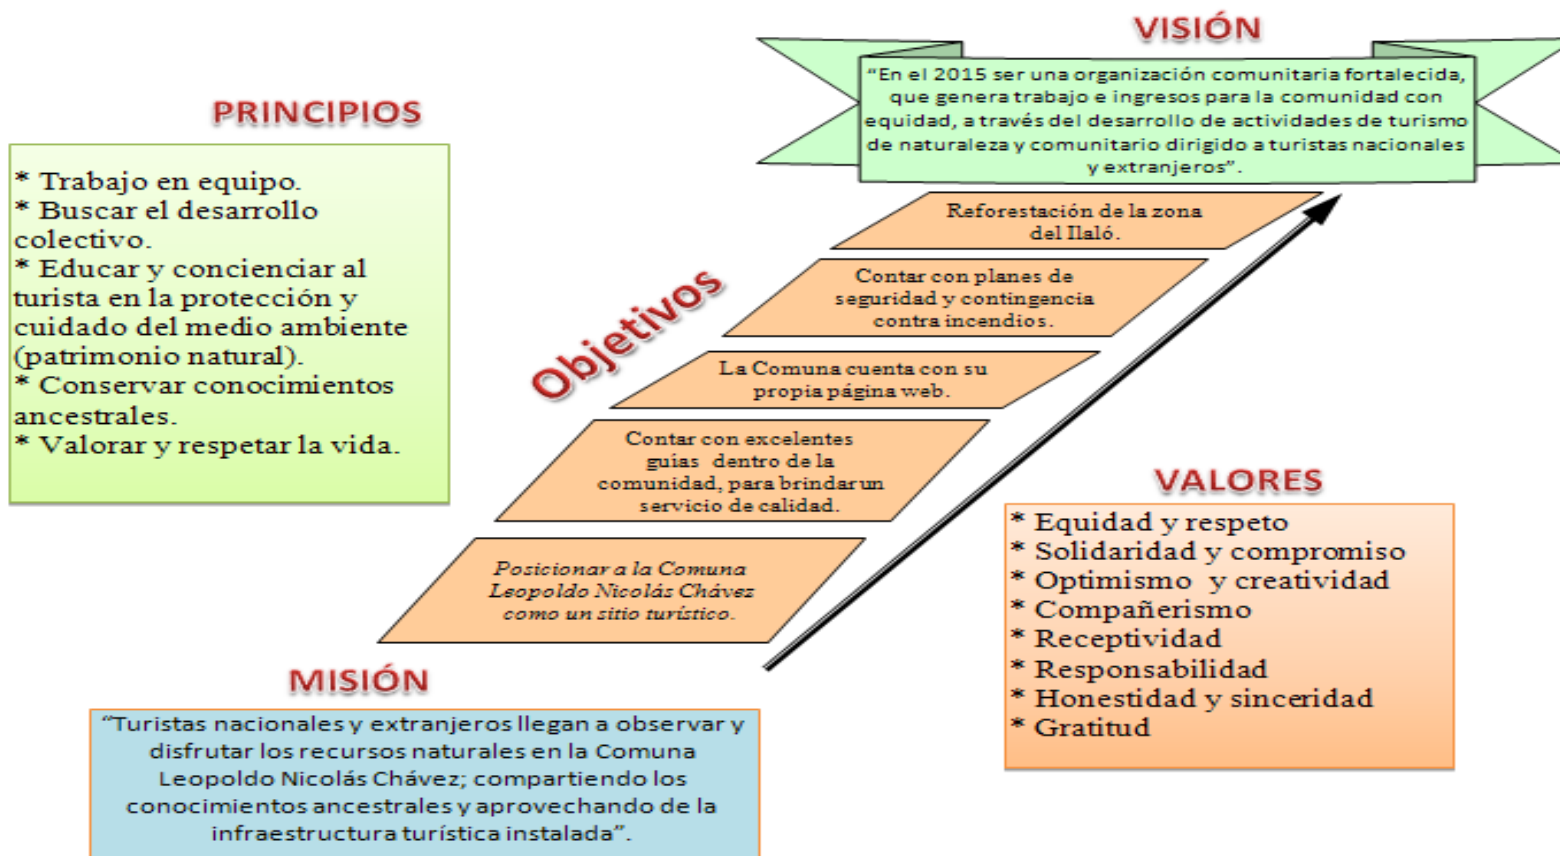 VISIÓN
“En el 2015 ser una organización comunitaria fortalecida,
que genera trabajo e ingresos para la comunidad con
equidad, a través del desarrollo de actividades de turismo
de naturaleza y comunitario dirigido a turistas nacionales
y extranjeros”.
PRINCIPIOS
* Trabajo en equipo.
* Buscar el desarrollo
colectivo.
* Educar y concienciar al
turista en la protección y
cuidado del medio ambiente
(patrimonio natural).
* Conservar conocimientos
ancestrales.
* Valorar y respetar la vida.
Objetivos
Reforestación de la zona
del Ilaló.
Contar con planes de
seguridad y contingencia
contra incendios.
La Comuna cuenta con su
propia página web.
Contar con excelentes
guías dentro de la
comunidad, para brindar un
servicio de calidad.
Posicionar a la Comuna
Leopoldo Nicolás Chávez
como un sitio turístico.
VALORES
* Equidad y respeto
* Solidaridad y compromiso
* Optimismo y creatividad
* Compañerismo
* Receptividad
* Responsabilidad
* Honestidad y sinceridad
* Gratitud
MISIÓN
“Turistas nacionales y extranjeros llegan a observar y
disfrutar los recursos naturales en la Comuna
Leopoldo Nicolás Chávez; compartiendo los
conocimientos ancestrales y aprovechando de la
infraestructura turística instalada”.